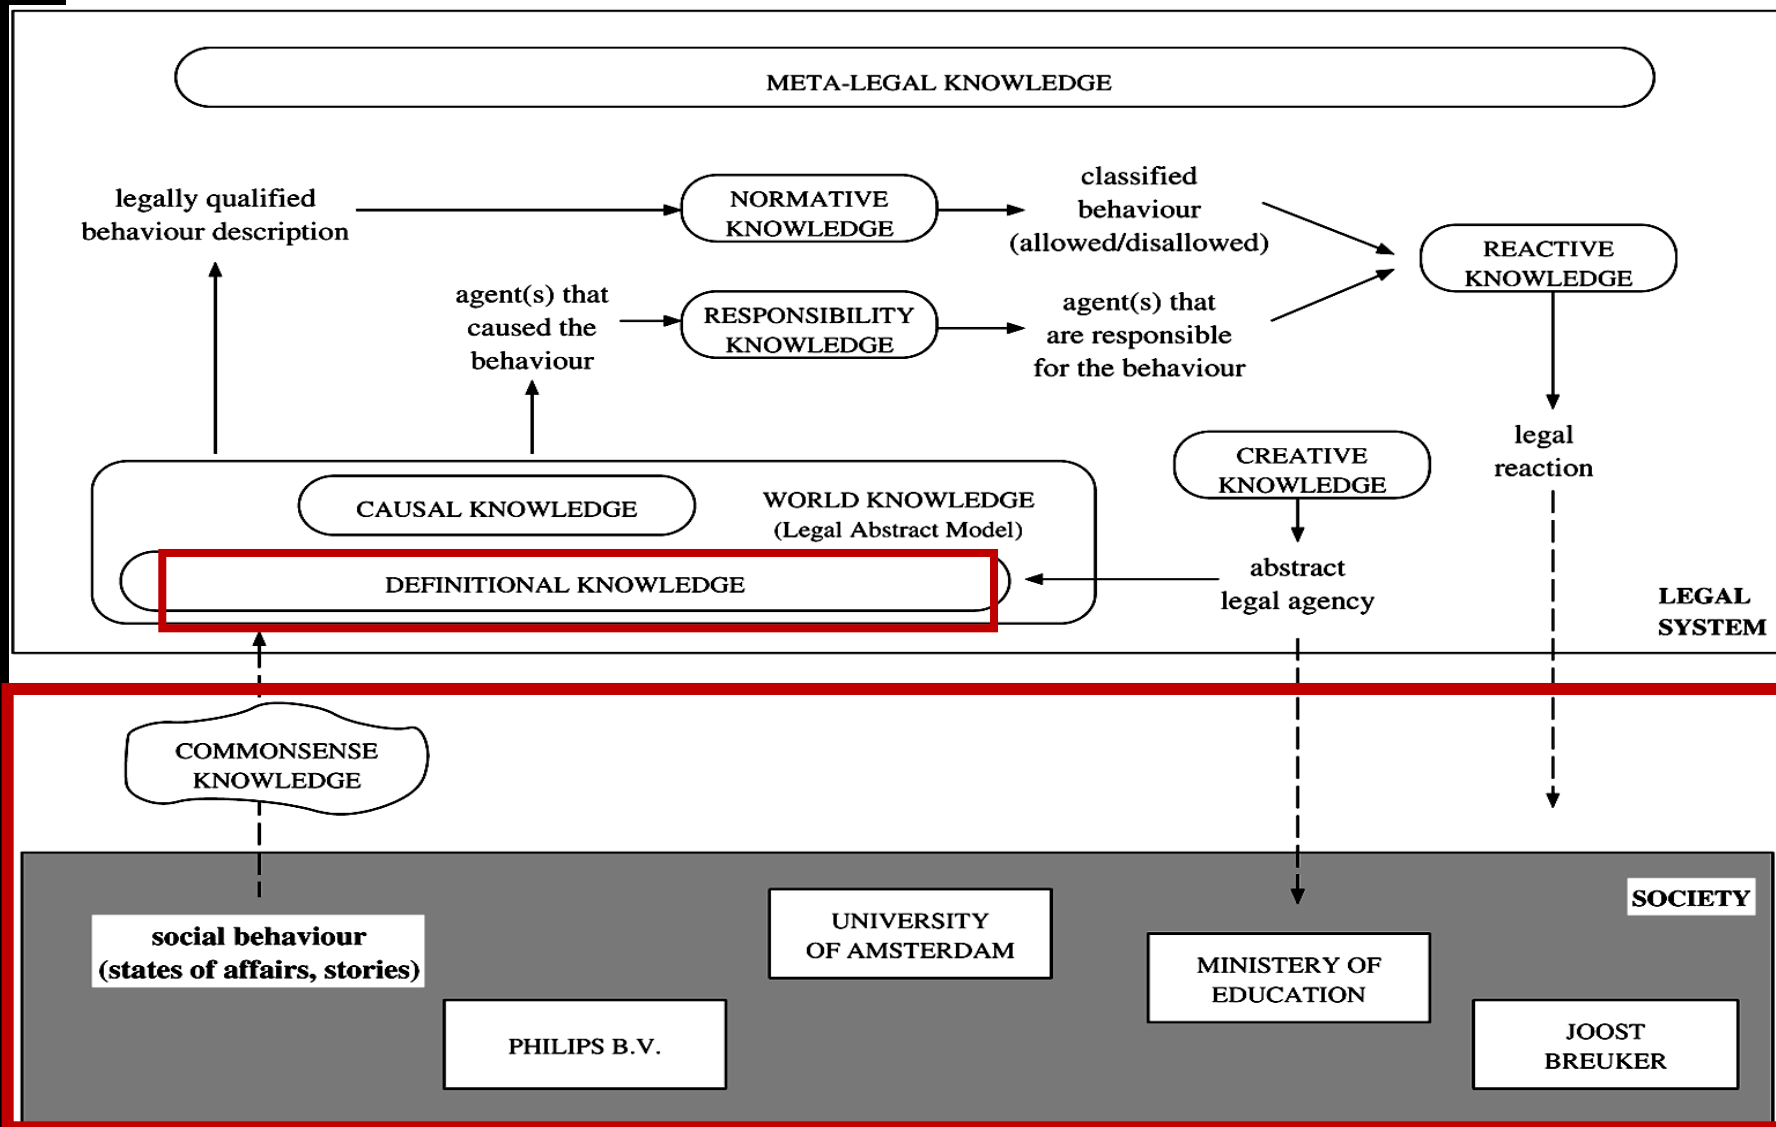 META-LEGAL KNOWLEDGE
legally qualified
behaviour description
NORMATIVE
KNOWLEDGE
classified
behaviour
(allowed/disallowed)
REACTIVE
KNOWLEDGE
agent(s) that
caused the
behaviour
RESPONSIBILITY
KNOWLEDGE
agent(s) that
are responsible
for the behaviour
legal
reaction
CREATIVE
KNOWLEDGE
CAUSAL KNOWLEDGE
WORLD KNOWLEDGE
(Legal Abstract Model)
DEFINITIONAL KNOWLEDGE
abstract
legal agency
LEGAL
SYSTEM
COMMONSENSE
KNOWLEDGE
SOCIETY
social behaviour
(states of affairs, stories)
UNIVERSITY
OF AMSTERDAM
MINISTERY OF
EDUCATION
PHILIPS B.V.
JOOST
BREUKER